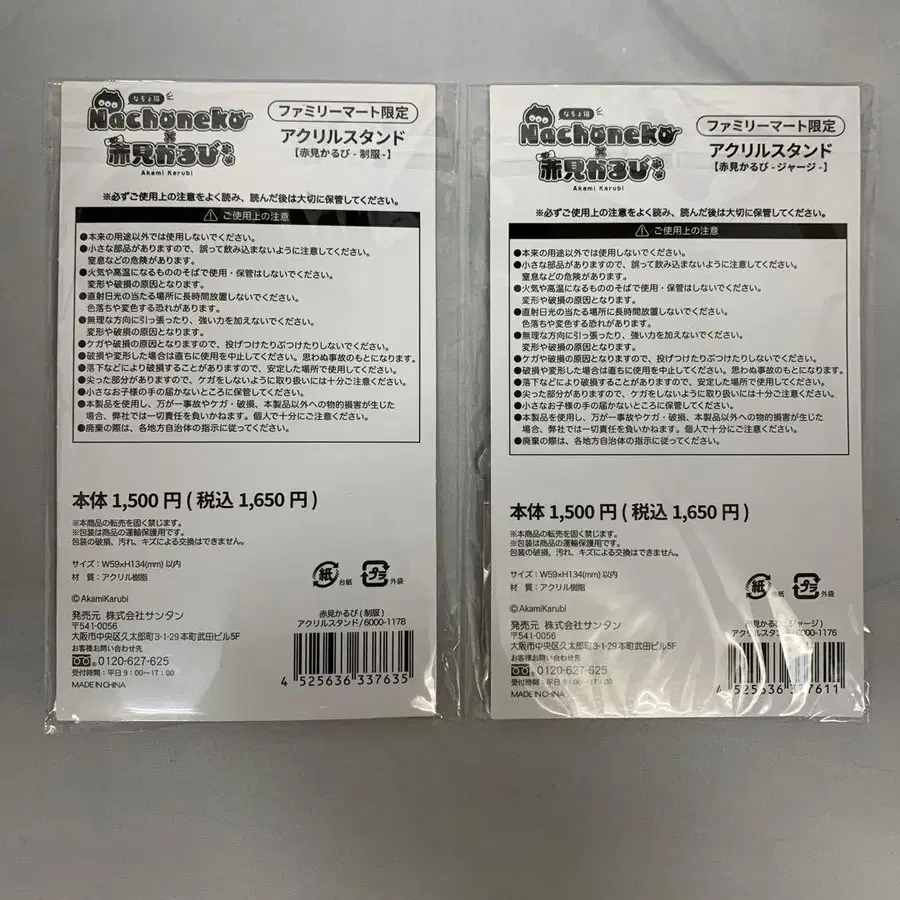 なちょ猫
Nachoneko
×
赤見かるび
Akami Karubi
ファミリーマート限定
アクリルスタンド
【赤見かるび - 制服 -】
※必ずご使用上の注意をよく読み、読んだ後は大切に保管してください。
⚠ ご使用上の注意
●本来の用途以外では使用しないでください。
●小さな部品がありますので、誤って飲み込まないように注意してください。
窒息などの危険があります。
●火気や高温になるもののそばで使用・保管はしないでください。
変形や破損の原因となります。
●直射日光の当たる場所に長時間放置しないでください。
色落ちや変色する恐れがあります。
●無理な方向に引っ張ったり、強い力を加えないでください。
変形や破損の原因となります。
●ケガや破損の原因となりますので、投げつけたりぶつけたりしないでください。
●破損や変形した場合は直ちに使用を中止してください。思わぬ事故のもとになります。
●落下などにより破損することがありますので、安定した場所で使用してください。
●尖った部分がありますので、ケガをしないように取り扱いには十分ご注意ください。
●小さなお子様の手の届かないところに保管してください。
●本製品を使用し、万が一事故やケガ・破損、本製品以外への物的損害が生じた
場合、弊社では一切責任を負いかねます。個人で十分にご注意ください。
●廃棄の際は、各地方自治体の指示に従ってください。
本体 1,500 円 ( 税込 1,650 円 )
※本商品の転売を固く禁じます。
※包装は商品の運輸保護用です。
包装の破損、汚れ、キズによる交換はできません。
サイズ：W59×H134(mm) 以内
材 質：アクリル樹脂
紙 台紙
プラ 外袋
©AkamiKarubi
発売元 株式会社サンタン
〒541-0056
大阪市中央区久太郎町3-1-29本町武田ビル5F
お客様お問い合わせ先
0120-627-625
受付時間：平日 9：00〜17：00
MADE IN CHINA
赤見かるび ( 制服 )
アクリルスタンド/6000-1178
4 525636 337635
なちょ猫
Nachoneko
×
赤見かるび
Akami Karubi
ファミリーマート限定
アクリルスタンド
【赤見かるび - ジャージ -】
※必ずご使用上の注意をよく読み、読んだ後は大切に保管してください。
⚠ ご使用上の注意
●本来の用途以外では使用しないでください。
●小さな部品がありますので、誤って飲み込まないように注意してください。
窒息などの危険があります。
●火気や高温になるもののそばで使用・保管はしないでください。
変形や破損の原因となります。
●直射日光の当たる場所に長時間放置しないでください。
色落ちや変色する恐れがあります。
●無理な方向に引っ張ったり、強い力を加えないでください。
変形や破損の原因となります。
●ケガや破損の原因となりますので、投げつけたりぶつけたりしないでください。
●破損や変形した場合は直ちに使用を中止してください。思わぬ事故のもとになります。
●落下などにより破損することがありますので、安定した場所で使用してください。
●尖った部分がありますので、ケガをしないように取り扱いには十分ご注意ください。
●小さなお子様の手の届かないところに保管してください。
●本製品を使用し、万が一事故やケガ・破損、本製品以外への物的損害が生じた
場合、弊社では一切責任を負いかねます。個人で十分にご注意ください。
●廃棄の際は、各地方自治体の指示に従ってください。
本体 1,500 円 ( 税込 1,650 円 )
※本商品の転売を固く禁じます。
※包装は商品の運輸保護用です。
包装の破損、汚れ、キズによる交換はできません。
サイズ：W59×H134(mm) 以内
材 質：アクリル樹脂
紙 台紙
プラ 外袋
©AkamiKarubi
発売元 株式会社サンタン
〒541-0056
大阪市中央区久太郎町3-1-29本町武田ビル5F
お客様お問い合わせ先
0120-627-625
受付時間：平日 9：00〜17：00
MADE IN CHINA
赤見かるび ( ジャージ )
アクリルスタンド/6000-1176
4 525636 337611